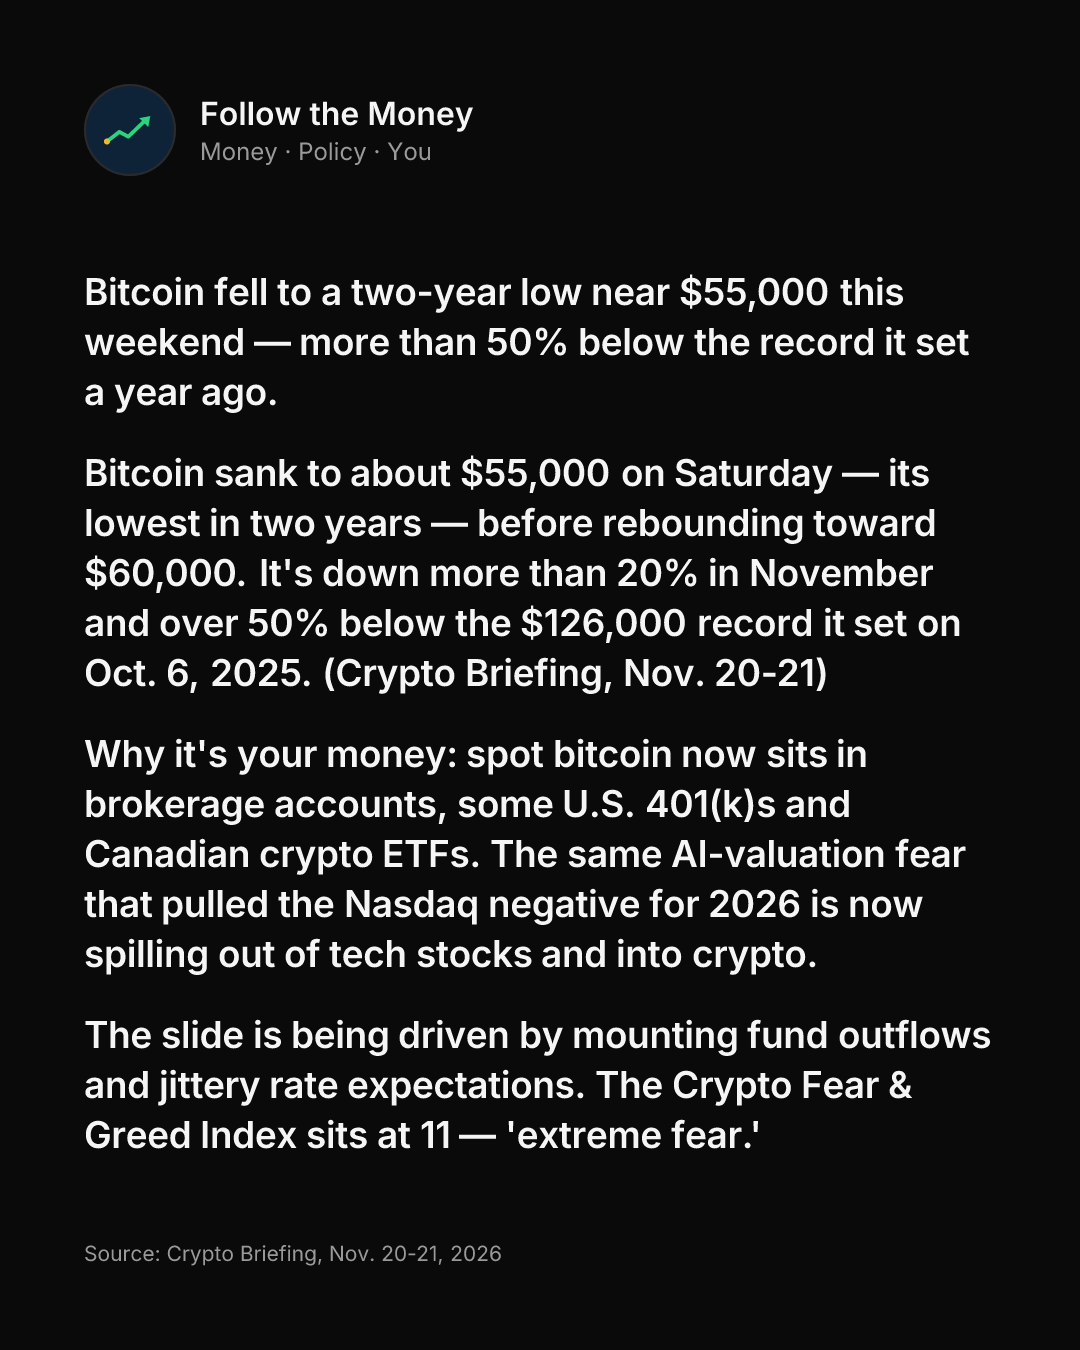 Follow the Money
Money · Policy · You
Bitcoin fell to a two-year low near $55,000 this
weekend — more than 50% below the record it set
a year ago.
Bitcoin sank to about $55,000 on Saturday — its
lowest in two years — before rebounding toward
$60,000. It's down more than 20% in November
and over 50% below the $126,000 record it set on
Oct. 6, 2025. (Crypto Briefing, Nov. 20-21)
Why it's your money: spot bitcoin now sits in
brokerage accounts, some U.S. 401(k)s and
Canadian crypto ETFs. The same AI-valuation fear
that pulled the Nasdaq negative for 2026 is now
spilling out of tech stocks and into crypto.
The slide is being driven by mounting fund outflows
and jittery rate expectations. The Crypto Fear &
Greed Index sits at 11 — 'extreme fear.'
Source: Crypto Briefing, Nov. 20-21, 2026